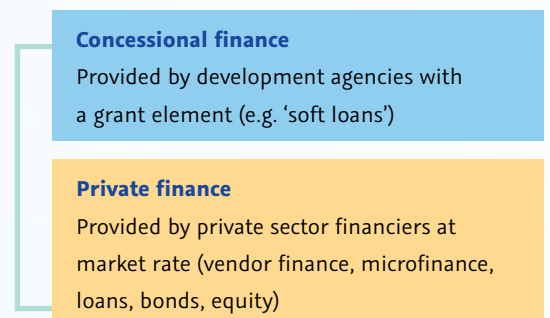 Concessional finance
Provided by development agencies with
a grant element (e.g. ‘soft loans’)
Private finance
Provided by private sector financiers at
market rate (vendor finance, microfinance,
loans, bonds, equity)